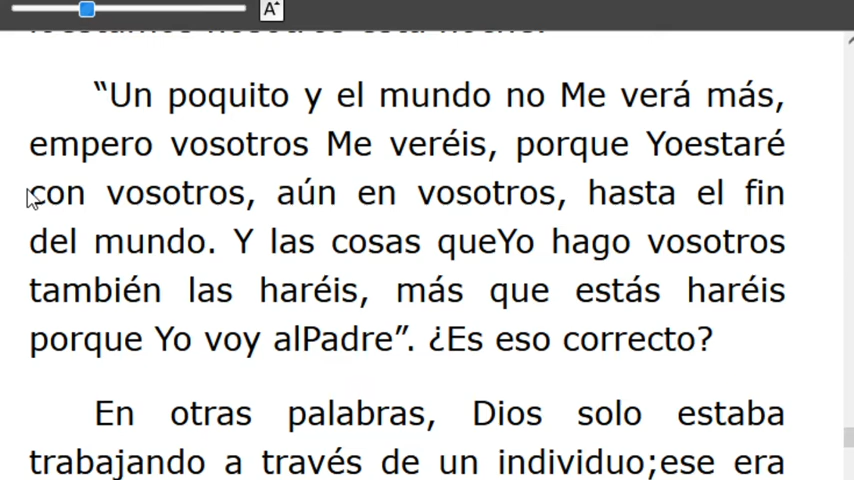 A
“Un poquito y el mundo no Me verá más,
empero vosotros Me veréis, porque Yoestaré
con vosotros, aún en vosotros, hasta el fin
del mundo. Y las cosas queYo hago vosotros
también las haréis, más que estás haréis
porque Yo voy alPadre”. ¿Es eso correcto?
En otras palabras, Dios solo estaba
trabajando a través de un individuo;ese era